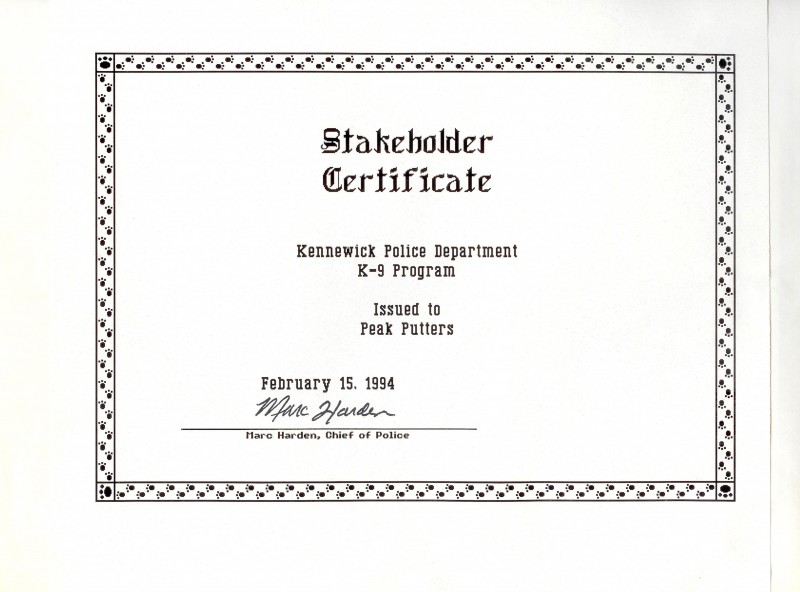 Stakeholder
Certificate
Kennewick Police Department
K-9 Program
Issued to
Peak Putters
February 15, 1994
Marc Harden
Marc Harden, Chief of Police